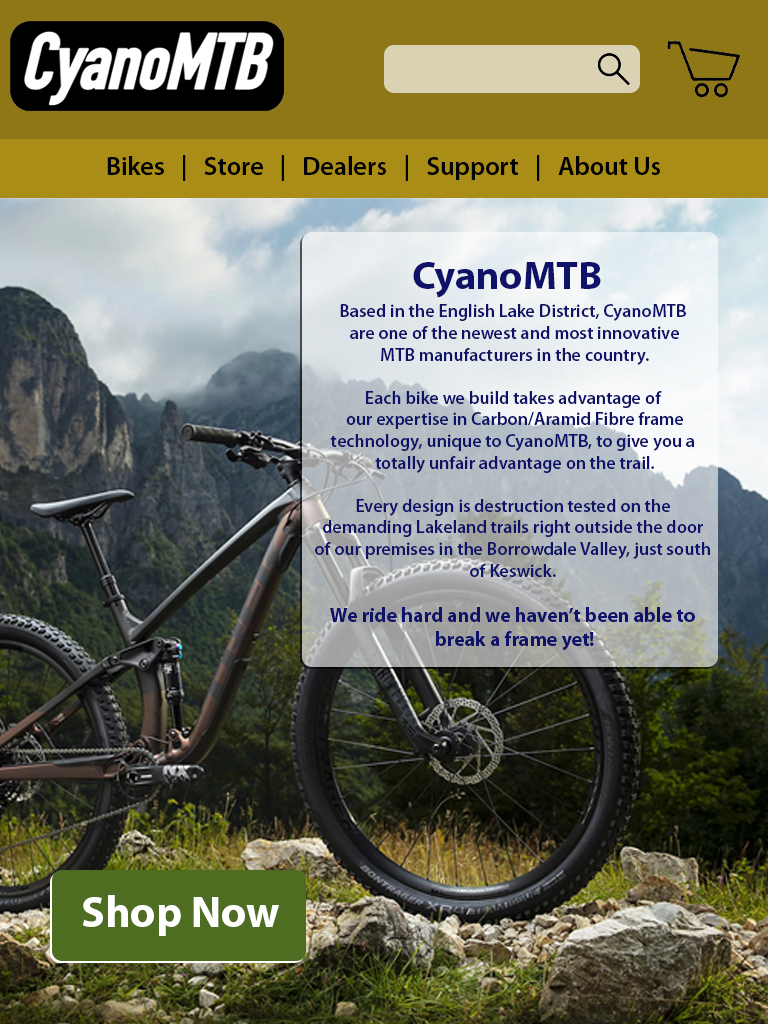 CyanoMTB
Bikes | Store | Dealers | Support | About Us
CyanoMTB
Based in the English Lake District, CyanoMTB
are one of the newest and most innovative
MTB manufacturers in the country.
Each bike we build takes advantage of
our expertise in Carbon/Aramid Fibre frame
technology, unique to CyanoMTB, to give you a
totally unfair advantage on the trail.
Every design is destruction tested on the
demanding Lakeland trails right outside the door
of our premises in the Borrowdale Valley, just south
of Keswick.
We ride hard and we haven’t been able to
break a frame yet!
NX
Shop Now